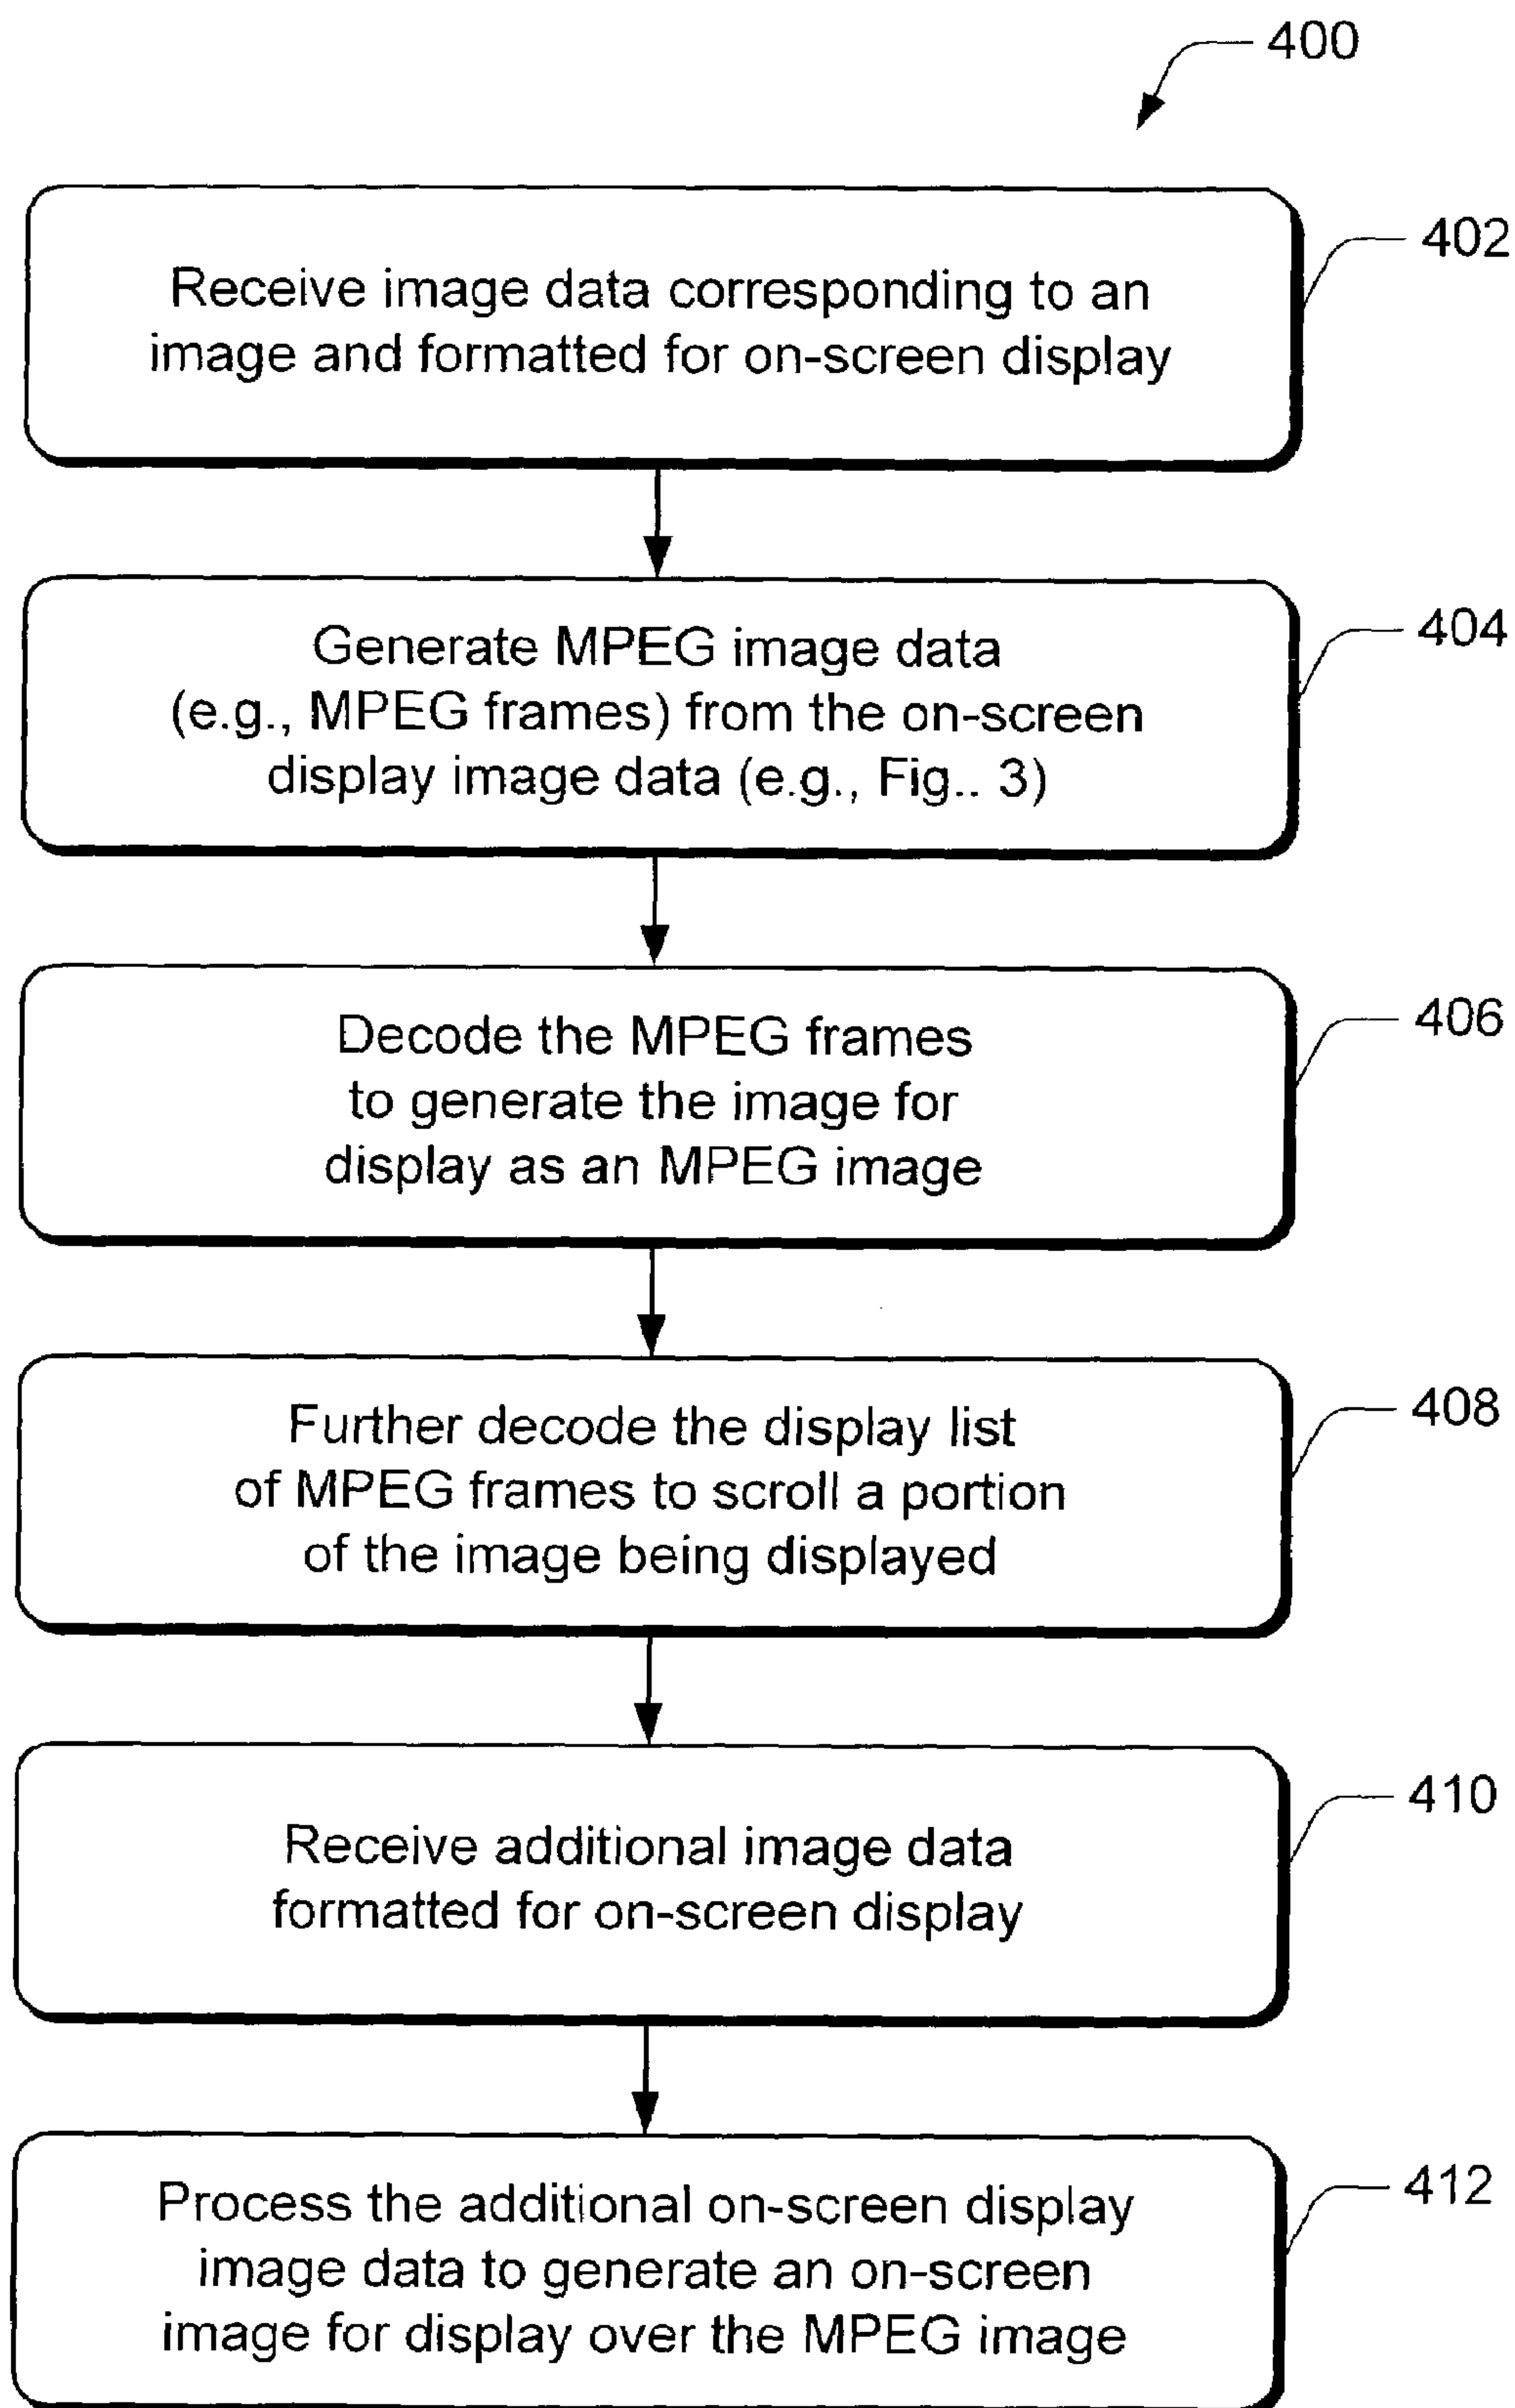 400
Receive image data corresponding to an
image and formatted for on-screen display
402
Generate MPEG image data
(e.g., MPEG frames) from the on-screen
display image data (e.g., Fig.. 3)
404
Decode the MPEG frames
to generate the image for
display as an MPEG image
406
Further decode the display list
of MPEG frames to scroll a portion
of the image being displayed
408
Receive additional image data
formatted for on-screen display
410
Process the additional on-screen display
image data to generate an on-screen
image for display over the MPEG image
412